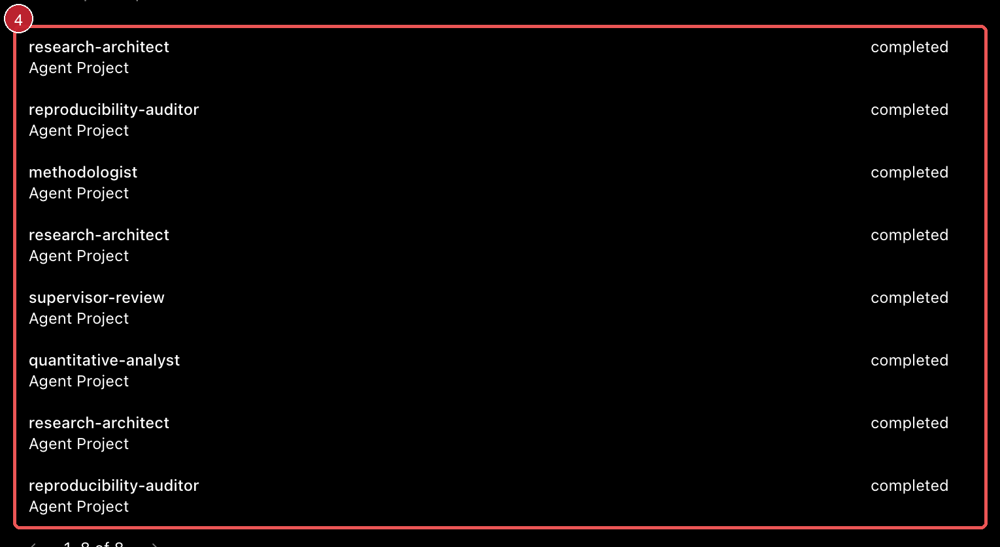 4
research-architect completed
Agent Project
reproducibility-auditor completed
Agent Project
methodologist completed
Agent Project
research-architect completed
Agent Project
supervisor-review completed
Agent Project
quantitative-analyst completed
Agent Project
research-architect completed
Agent Project
reproducibility-auditor completed
Agent Project
1-8 of 8